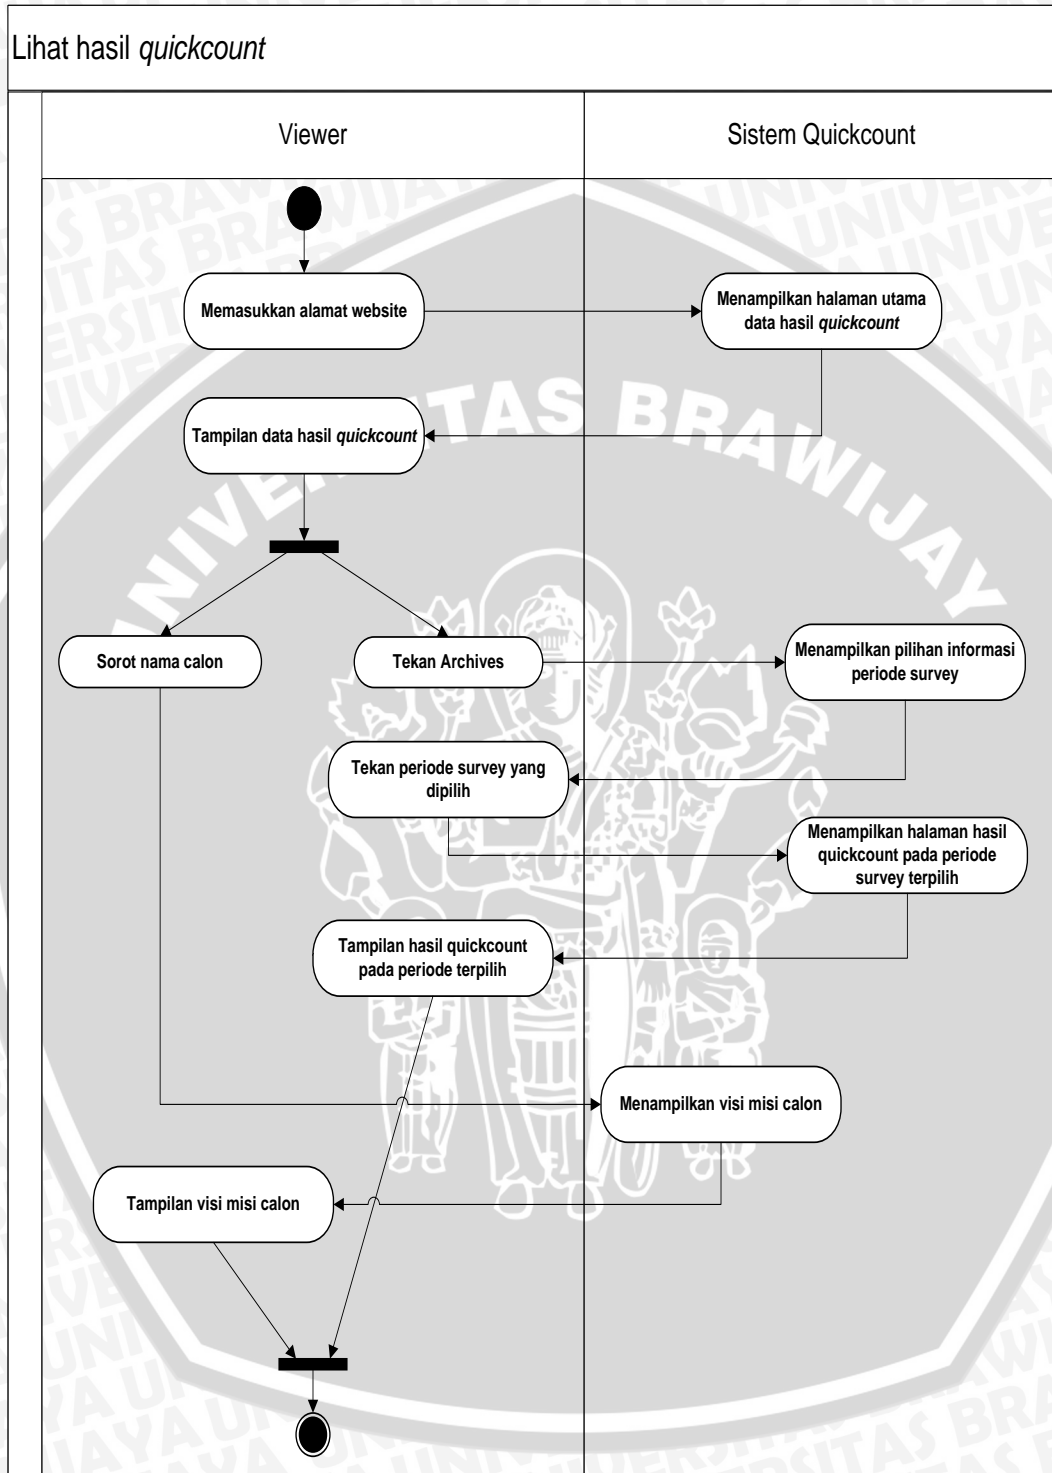 Lihat hasil quickcount
Viewer
Sistem Quickcount
Memasukkan alamat website
Menampilkan halaman utama
data hasil quickcount
Tampilan data hasil quickcount
Sorot nama calon
Tekan Archives
Menampilkan pilihan informasi
periode survey
Tekan periode survey yang
dipilih
Menampilkan halaman hasil
quickcount pada periode
survey terpilih
Tampilan hasil quickcount
pada periode terpilih
Menampilkan visi misi calon
Tampilan visi misi calon
UNIVERSITAS BRAWIJAYA